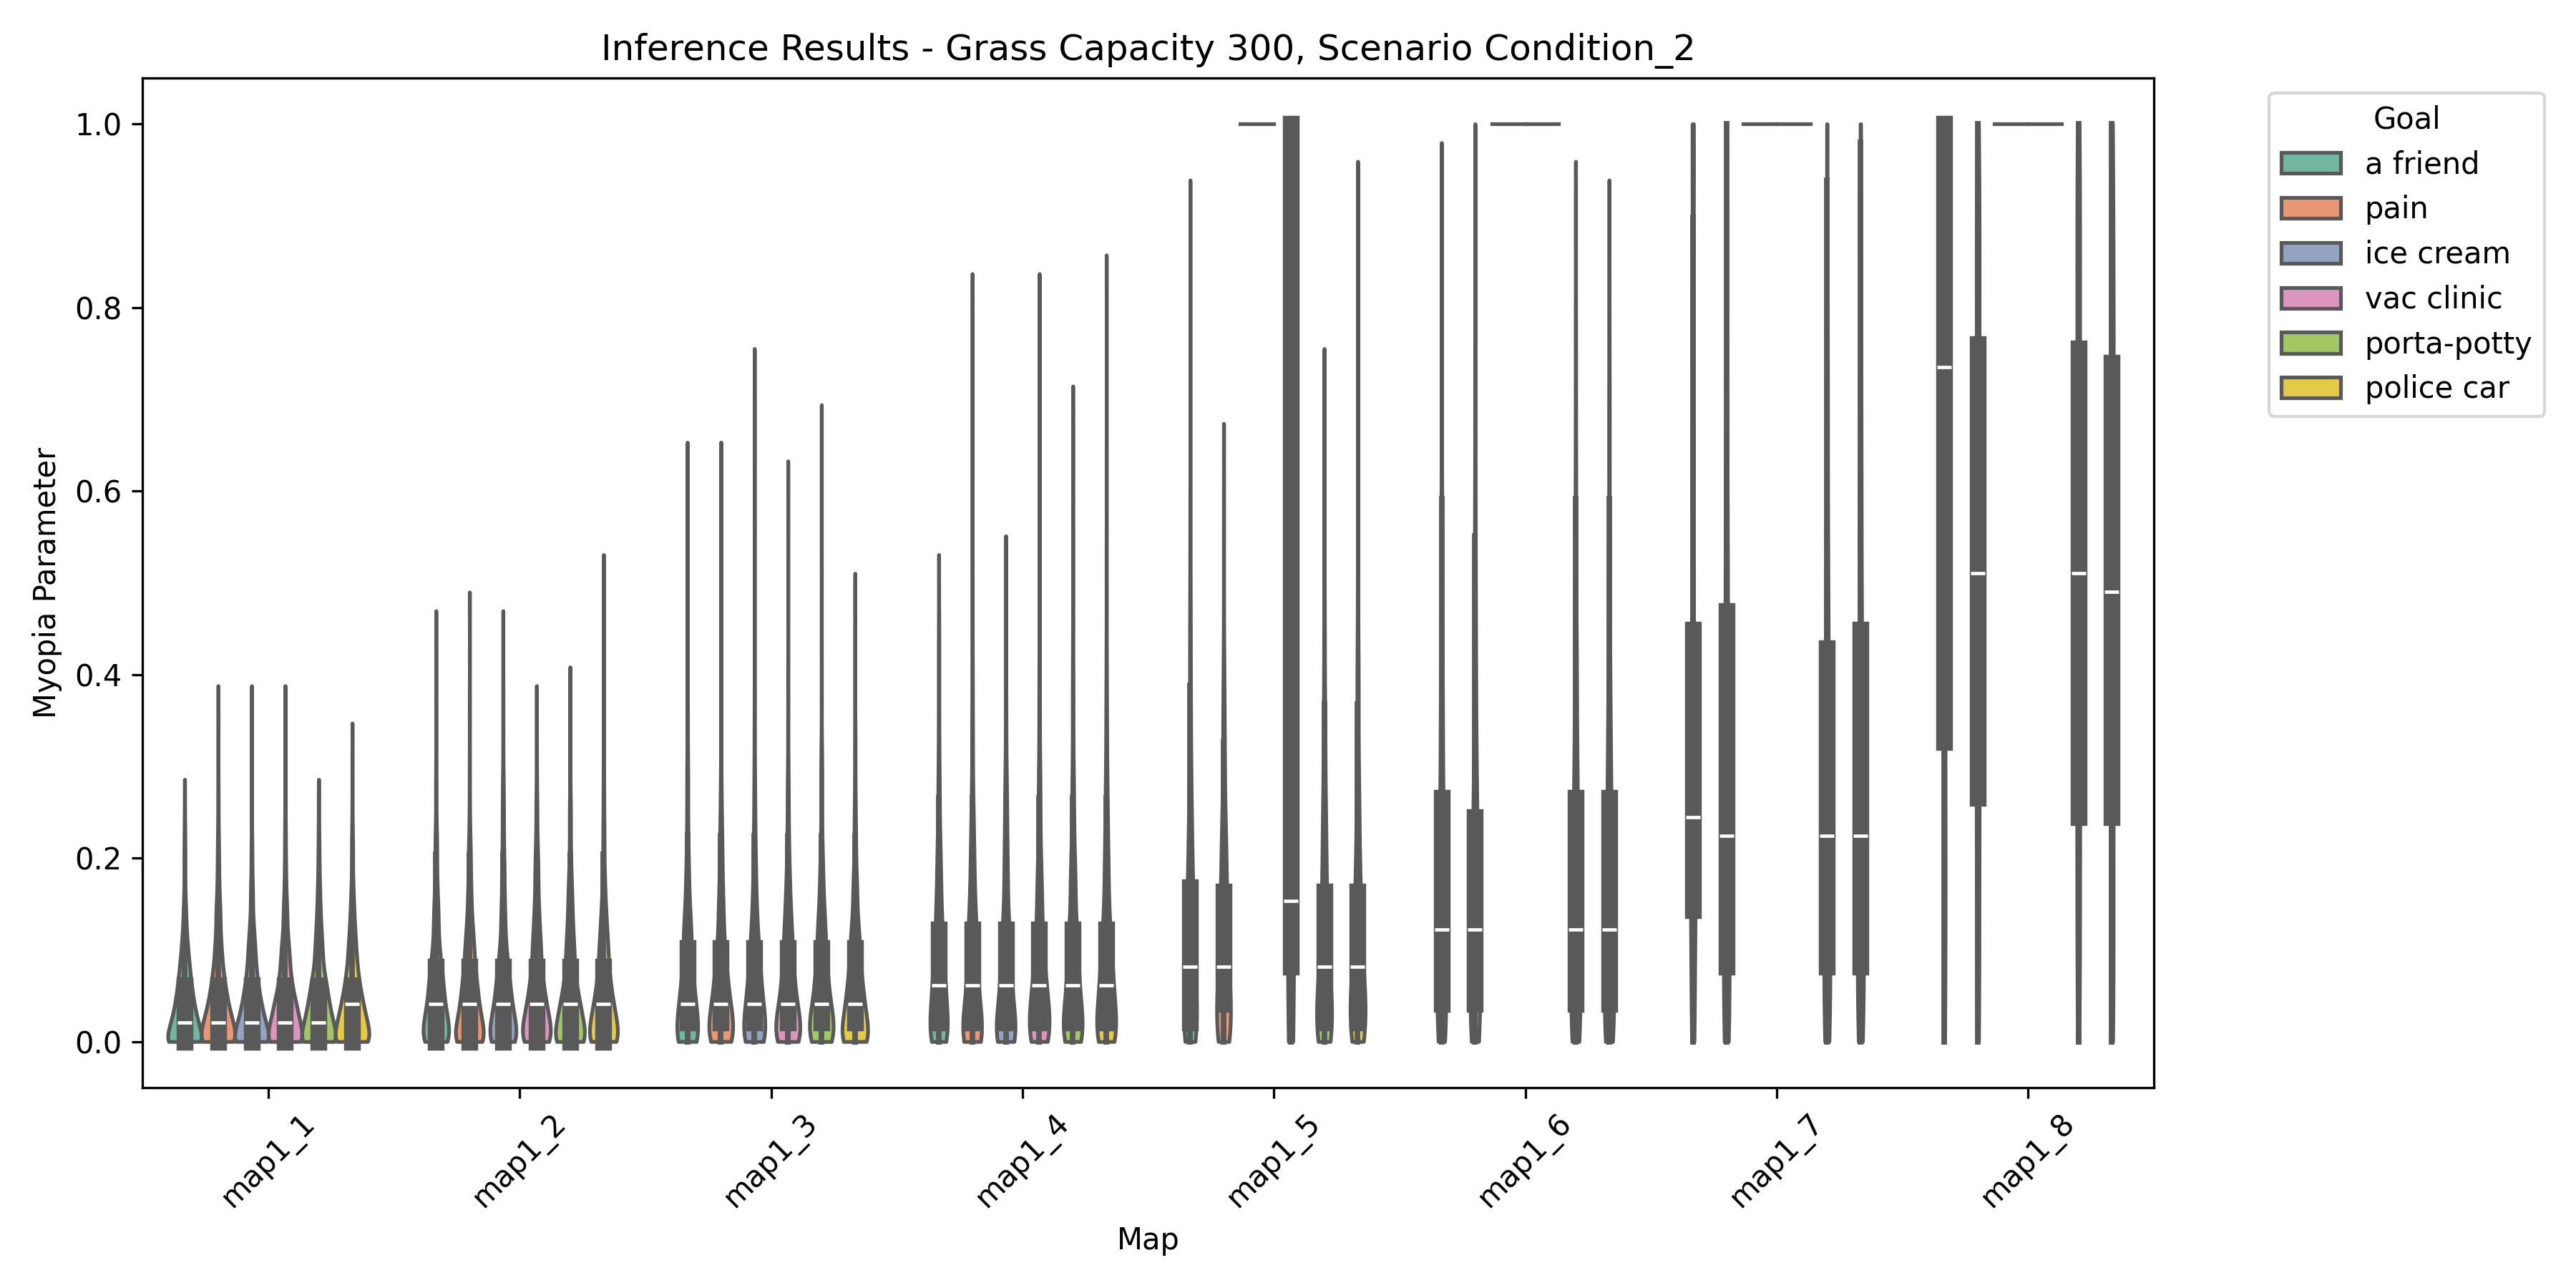 Inference Results - Grass Capacity 300, Scenario Condition_2
Myopia Parameter
1.0
0.8
0.6
0.4
0.2
0.0
map1_1
map1_2
map1_3
map1_4
map1_5
map1_6
map1_7
map1_8
Map
Goal
a friend
pain
ice cream
vac clinic
porta-potty
police car